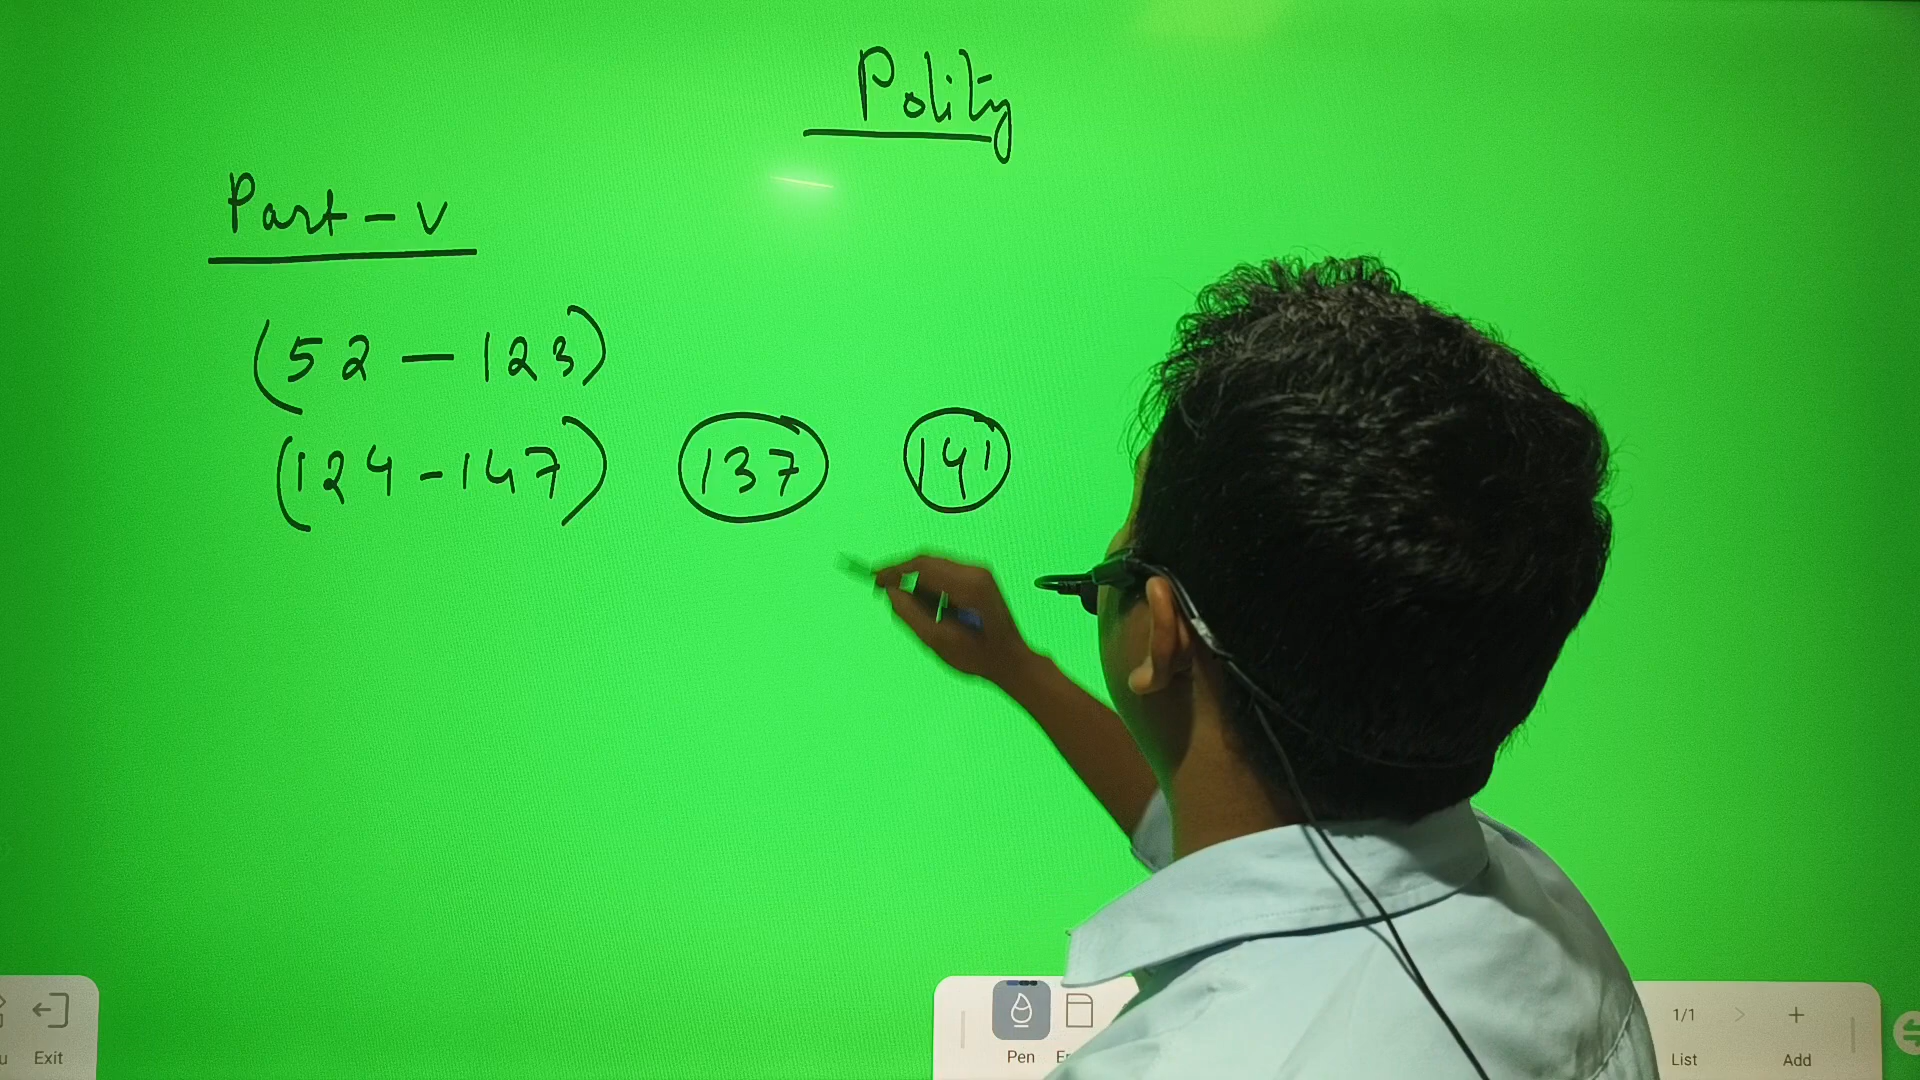 Polity
Part - V
(52 - 123)
(124 - 147) 137 141
Exit
Pen
1/1
List
Add